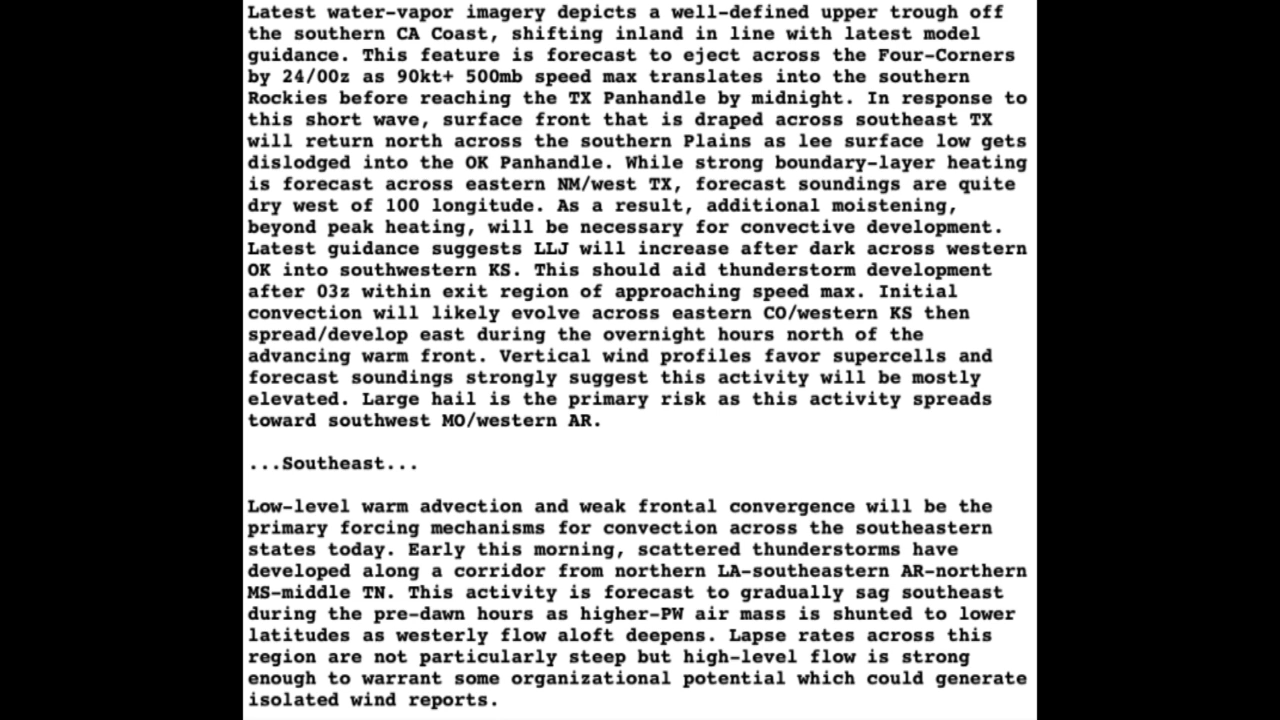 Latest water-vapor imagery depicts a well-defined upper trough off
the southern CA Coast, shifting inland in line with latest model
guidance. This feature is forecast to eject across the Four-Corners
by 24/00z as 90kt+ 500mb speed max translates into the southern
Rockies before reaching the TX Panhandle by midnight. In response to
this short wave, surface front that is draped across southeast TX
will return north across the southern Plains as lee surface low gets
dislodged into the OK Panhandle. While strong boundary-layer heating
is forecast across eastern NM/west TX, forecast soundings are quite
dry west of 100 longitude. As a result, additional moistening,
beyond peak heating, will be necessary for convective development.
Latest guidance suggests LLJ will increase after dark across western
OK into southwestern KS. This should aid thunderstorm development
after 03z within exit region of approaching speed max. Initial
convection will likely evolve across eastern CO/western KS then
spread/develop east during the overnight hours north of the
advancing warm front. Vertical wind profiles favor supercells and
forecast soundings strongly suggest this activity will be mostly
elevated. Large hail is the primary risk as this activity spreads
toward southwest MO/western AR.
...Southeast...
Low-level warm advection and weak frontal convergence will be the
primary forcing mechanisms for convection across the southeastern
states today. Early this morning, scattered thunderstorms have
developed along a corridor from northern LA-southeastern AR-northern
MS-middle TN. This activity is forecast to gradually sag southeast
during the pre-dawn hours as higher-PW air mass is shunted to lower
latitudes as westerly flow aloft deepens. Lapse rates across this
region are not particularly steep but high-level flow is strong
enough to warrant some organizational potential which could generate
isolated wind reports.